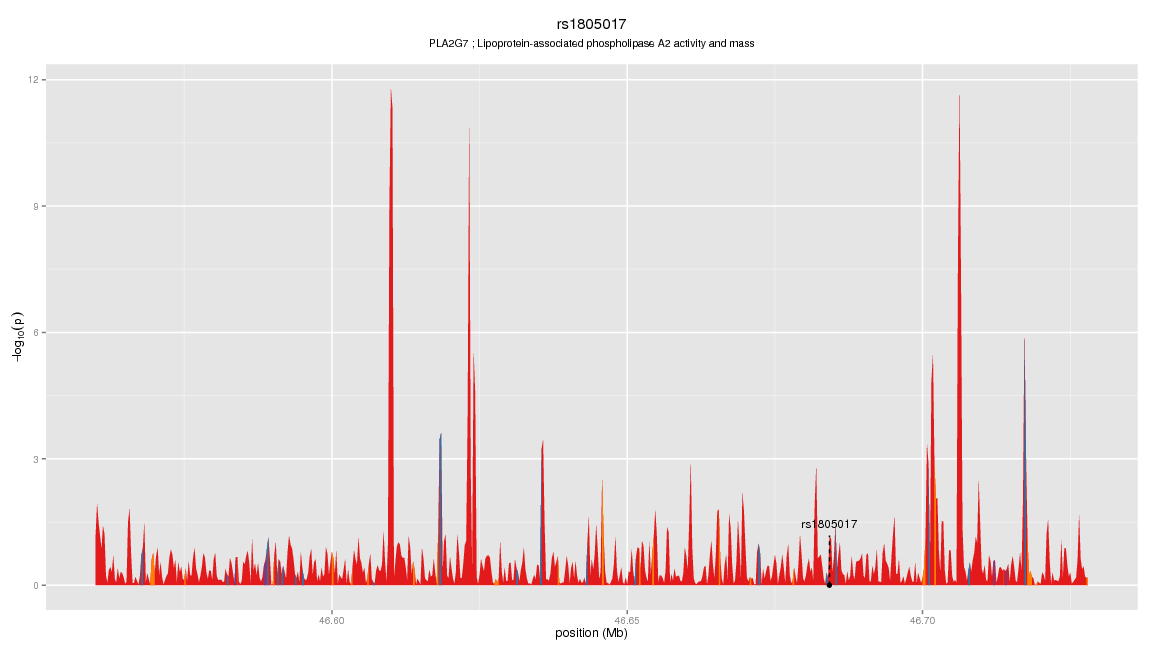 rs1805017
PLA2G7 ; Lipoprotein-associated phospholipase A2 activity and mass
12
9
6
3
0
-log10(p)
rs1805017
46.60
46.65
46.70
position (Mb)